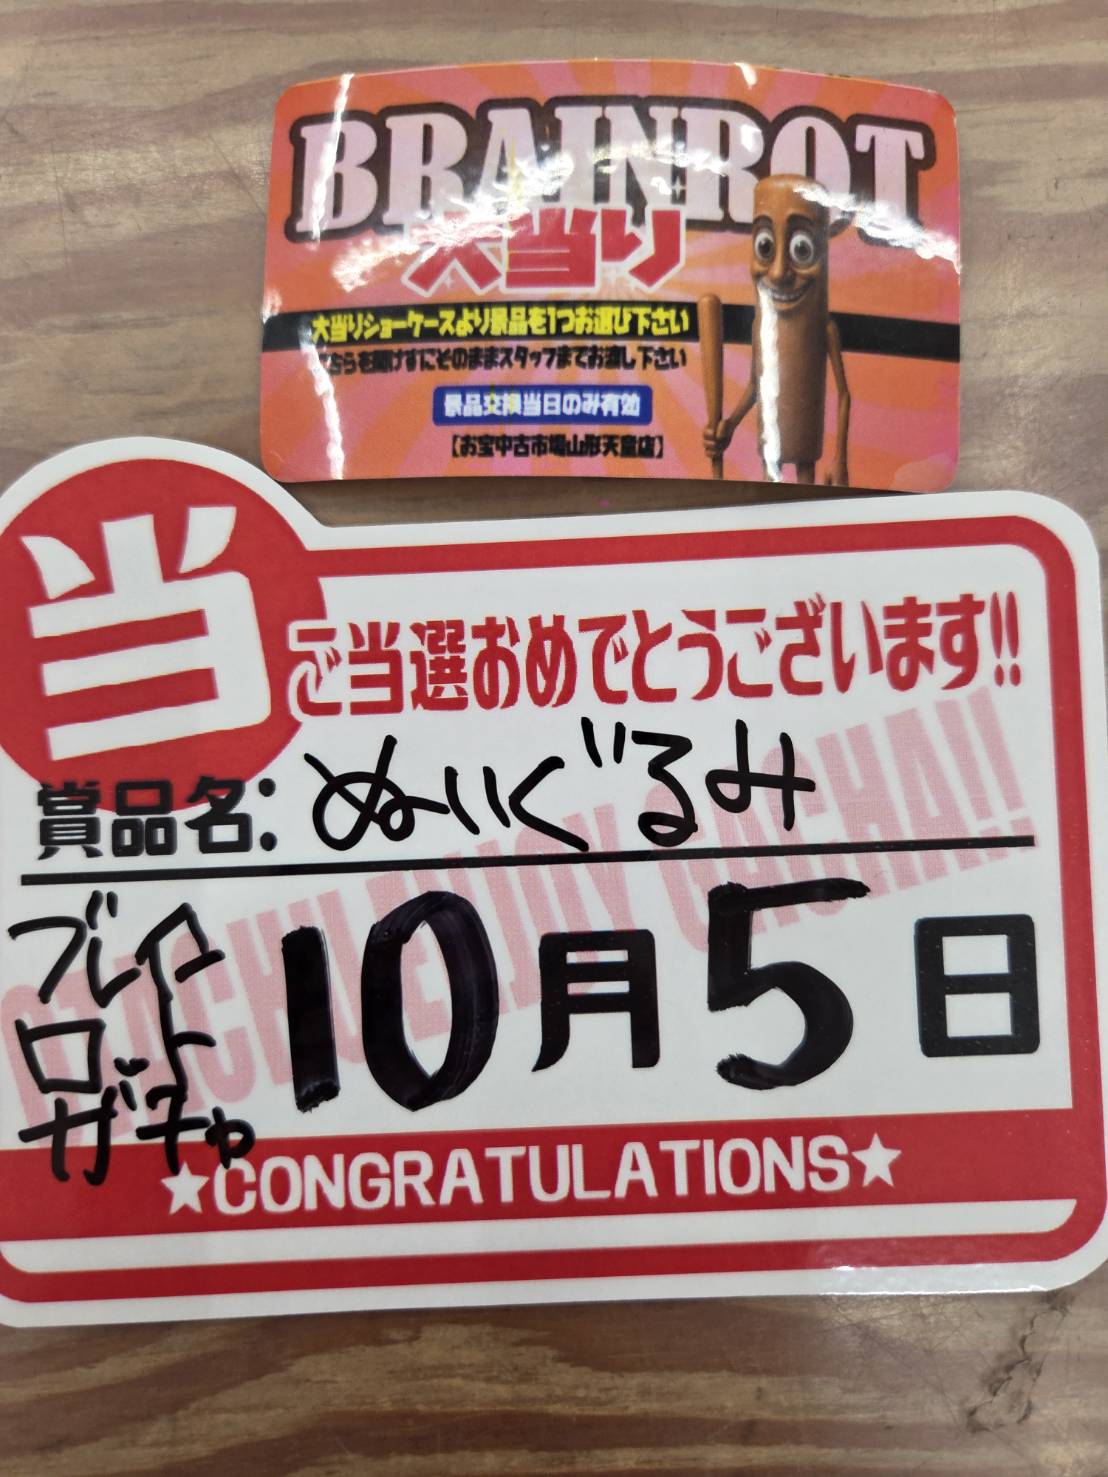 BRAINROT
大当り
大当りショーケースより景品を1つお選び下さい
こちらを開けずにそのままスタッフまでお渡し下さい
景品交換当日のみ有効
【お宝中古市場山形天童店】
当
ご当選おめでとうございます!!
賞品名:ぬいぐるみ
ブレイン
ロット
ガチャ
10月5日
★CONGRATULATIONS★